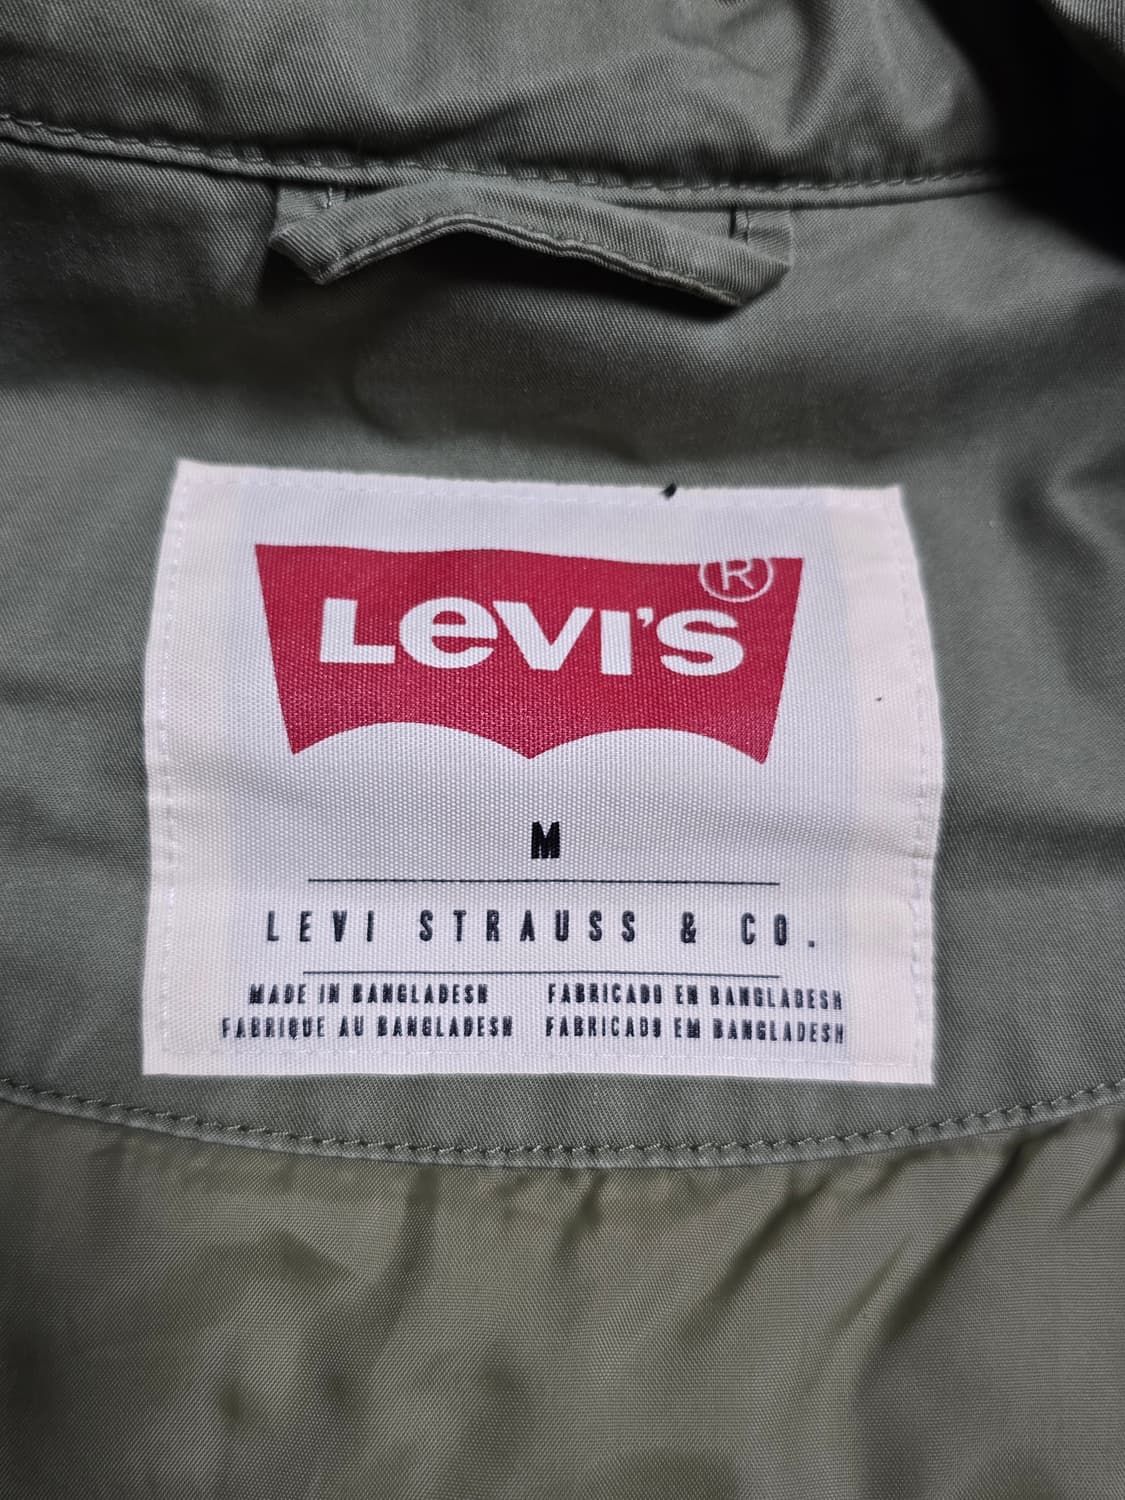 LEVI'S ®
M
LEVI STRAUSS & CO.
MADE IN BANGLADESH FABRICADO EN BANGLADESH
FABRIQUE AU BANGLADESH FABRICADO EM BANGLADESH